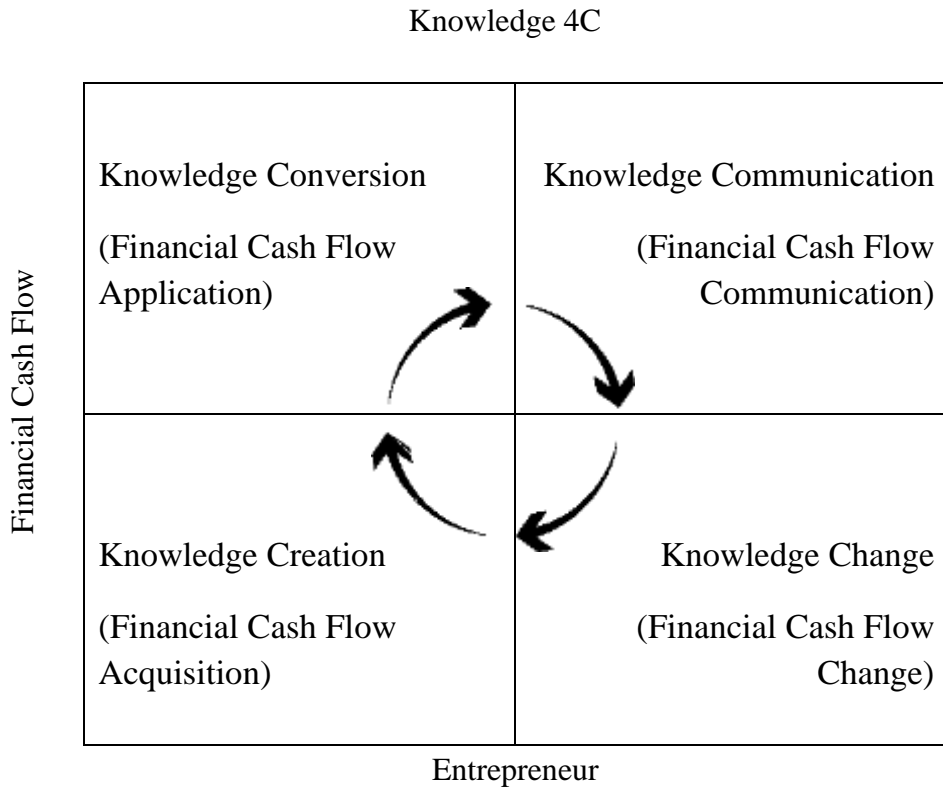 Knowledge 4C
Knowledge Conversion
(Financial Cash Flow
Application)
Knowledge Communication
(Financial Cash Flow
Communication)
Financial Cash Flow
Knowledge Creation
(Financial Cash Flow
Acquisition)
Knowledge Change
(Financial Cash Flow
Change)
Entrepreneur